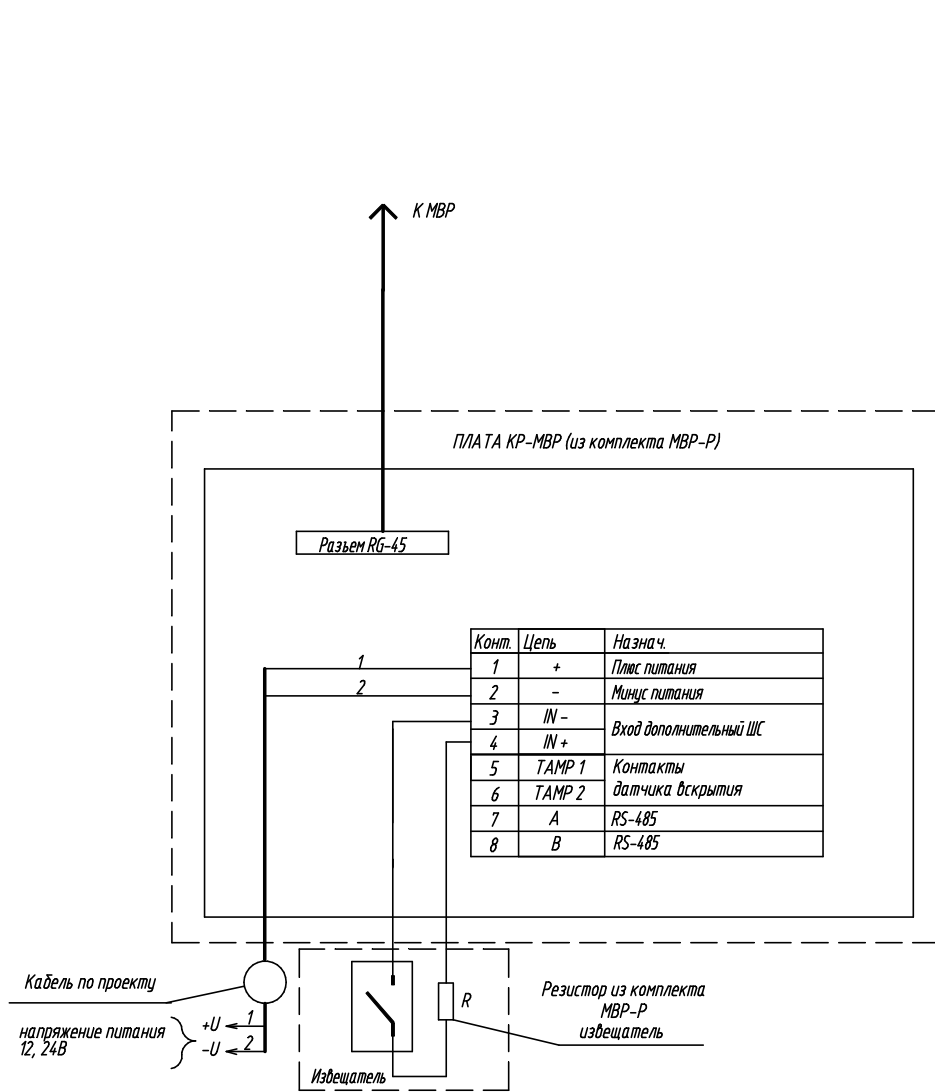 К МВР
ПЛАТА КР-МВР (из комплекта МВР-Р)
Разъем RG-45
Конт. Цепь Назнач.
1 + Плюс питания
2 - Минус питания
3 IN -
Вход дополнительный ШС
4 IN +
5 TAMP 1 Контакты
6 TAMP 2 датчика вскрытия
7 A RS-485
8 B RS-485
1
2
Кабель по проекту
напряжение питания
12, 24В
+U 1
-U 2
R
Извещатель
Резистор из комплекта
МВР-Р
извещатель